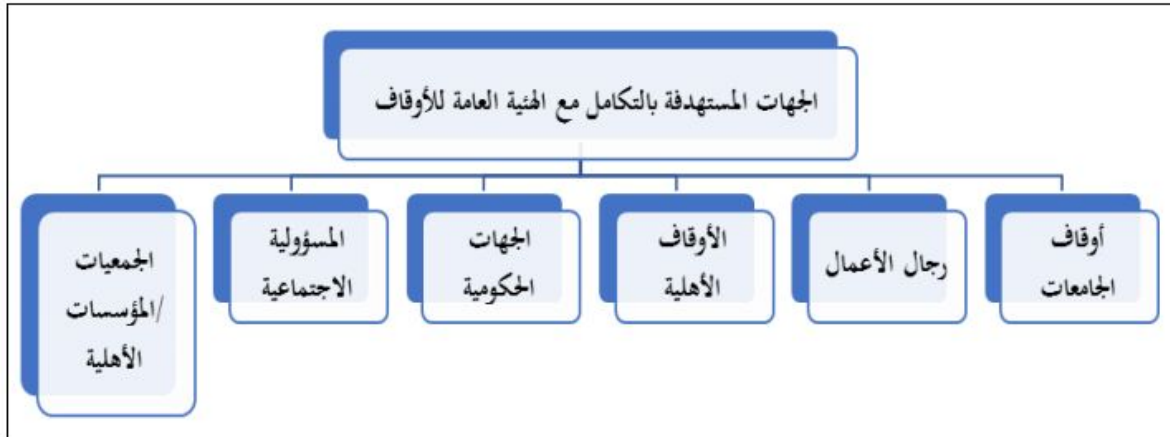 الجهات المستهدفة بالتكامل مع الهئية العامة للأوقاف
أوقاف
الجامعات
رجال الأعمال
الأوقاف
الأهلية
الجهات
الحكومية
المسؤولية
الاجتماعية
الجمعيات
/المؤسسات
الأهلية